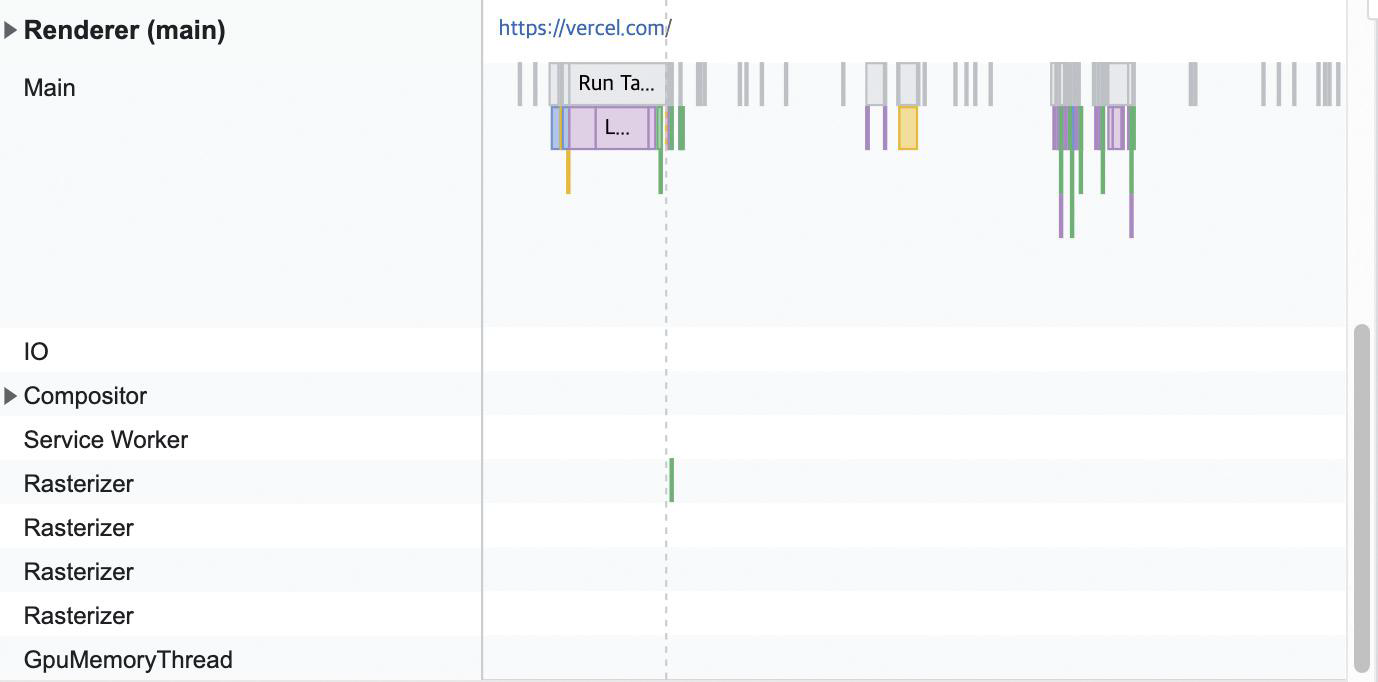 Renderer (main)
https://vercel.com/
Main
Run Ta...
L...
IO
Compositor
Service Worker
Rasterizer
Rasterizer
Rasterizer
Rasterizer
GpuMemoryThread